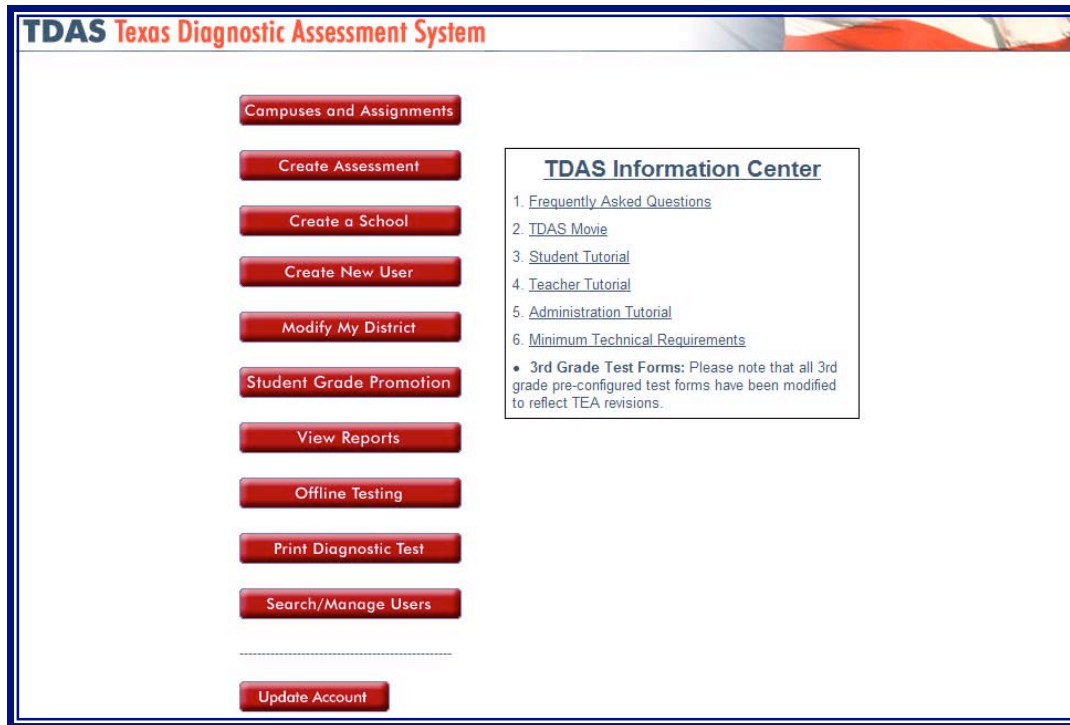 TDAS Texas Diagnostic Assessment System
Campuses and Assignments
Create Assessment
Create a School
Create New User
Modify My District
Student Grade Promotion
View Reports
Offline Testing
Print Diagnostic Test
Search/Manage Users
-----------------------------------------------
Update Account
TDAS Information Center
1. Frequently Asked Questions
2. TDAS Movie
3. Student Tutorial
4. Teacher Tutorial
5. Administration Tutorial
6. Minimum Technical Requirements
• 3rd Grade Test Forms: Please note that all 3rd
grade pre-configured test forms have been modified
to reflect TEA revisions.